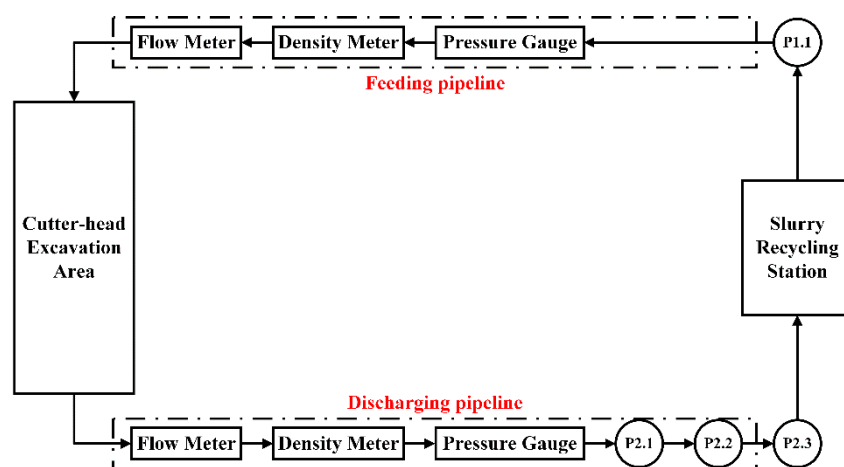 Flow Meter
Density Meter
Pressure Gauge
P1.1
Feeding pipeline
Cutter-head
Excavation
Area
Slurry
Recycling
Station
Discharging pipeline
Flow Meter
Density Meter
Pressure Gauge
P2.1
P2.2
P2.3